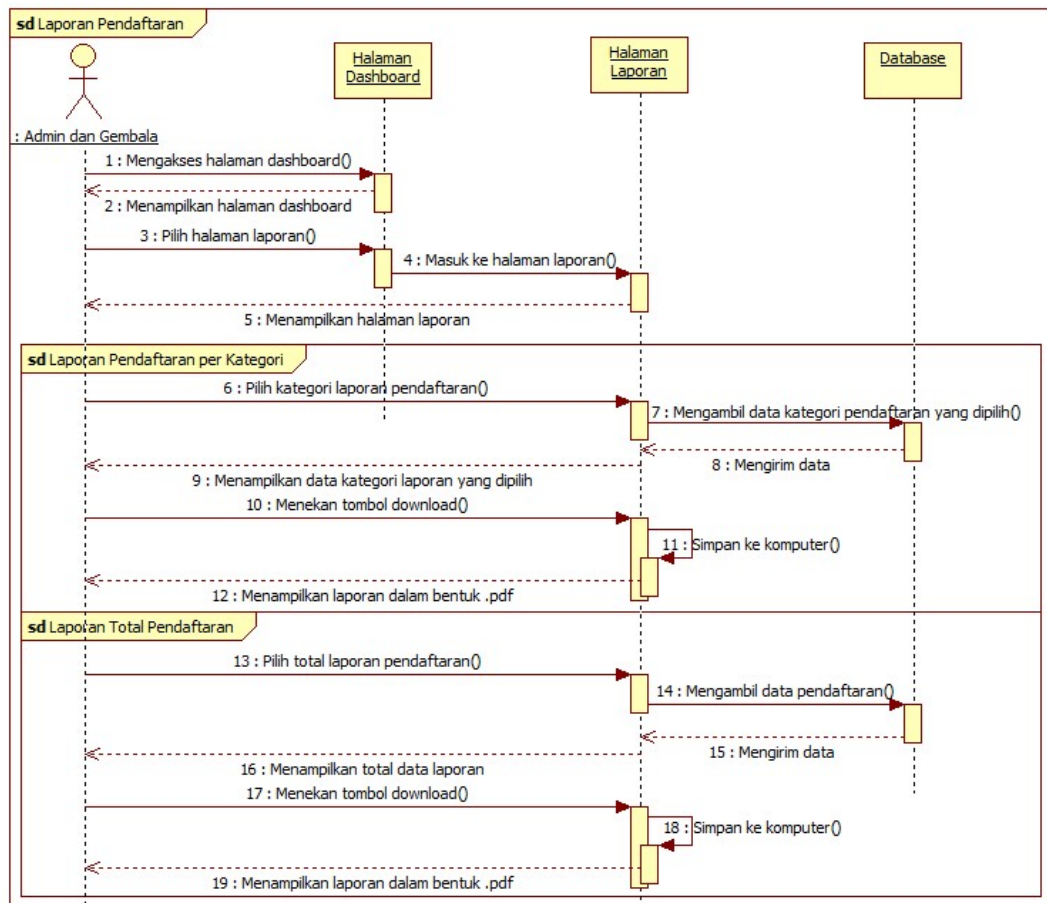 sd Laporan Pendaftaran
Halaman
Dashboard
Halaman
Laporan
Database
: Admin dan Gembala
1 : Mengakses halaman dashboard()
2 : Menampilkan halaman dashboard
3 : Pilih halaman laporan()
4 : Masuk ke halaman laporan()
5 : Menampilkan halaman laporan
sd Laporan Pendaftaran per Kategori
6 : Pilih kategori laporan pendaftaran()
7 : Mengambil data kategori pendaftaran yang dipilih()
8 : Mengirim data
9 : Menampilkan data kategori laporan yang dipilih
10 : Menekan tombol download()
11 : Simpan ke komputer()
12 : Menampilkan laporan dalam bentuk .pdf
sd Laporan Total Pendaftaran
13 : Pilih total laporan pendaftaran()
14 : Mengambil data pendaftaran()
15 : Mengirim data
16 : Menampilkan total data laporan
17 : Menekan tombol download()
18 : Simpan ke komputer()
19 : Menampilkan laporan dalam bentuk .pdf